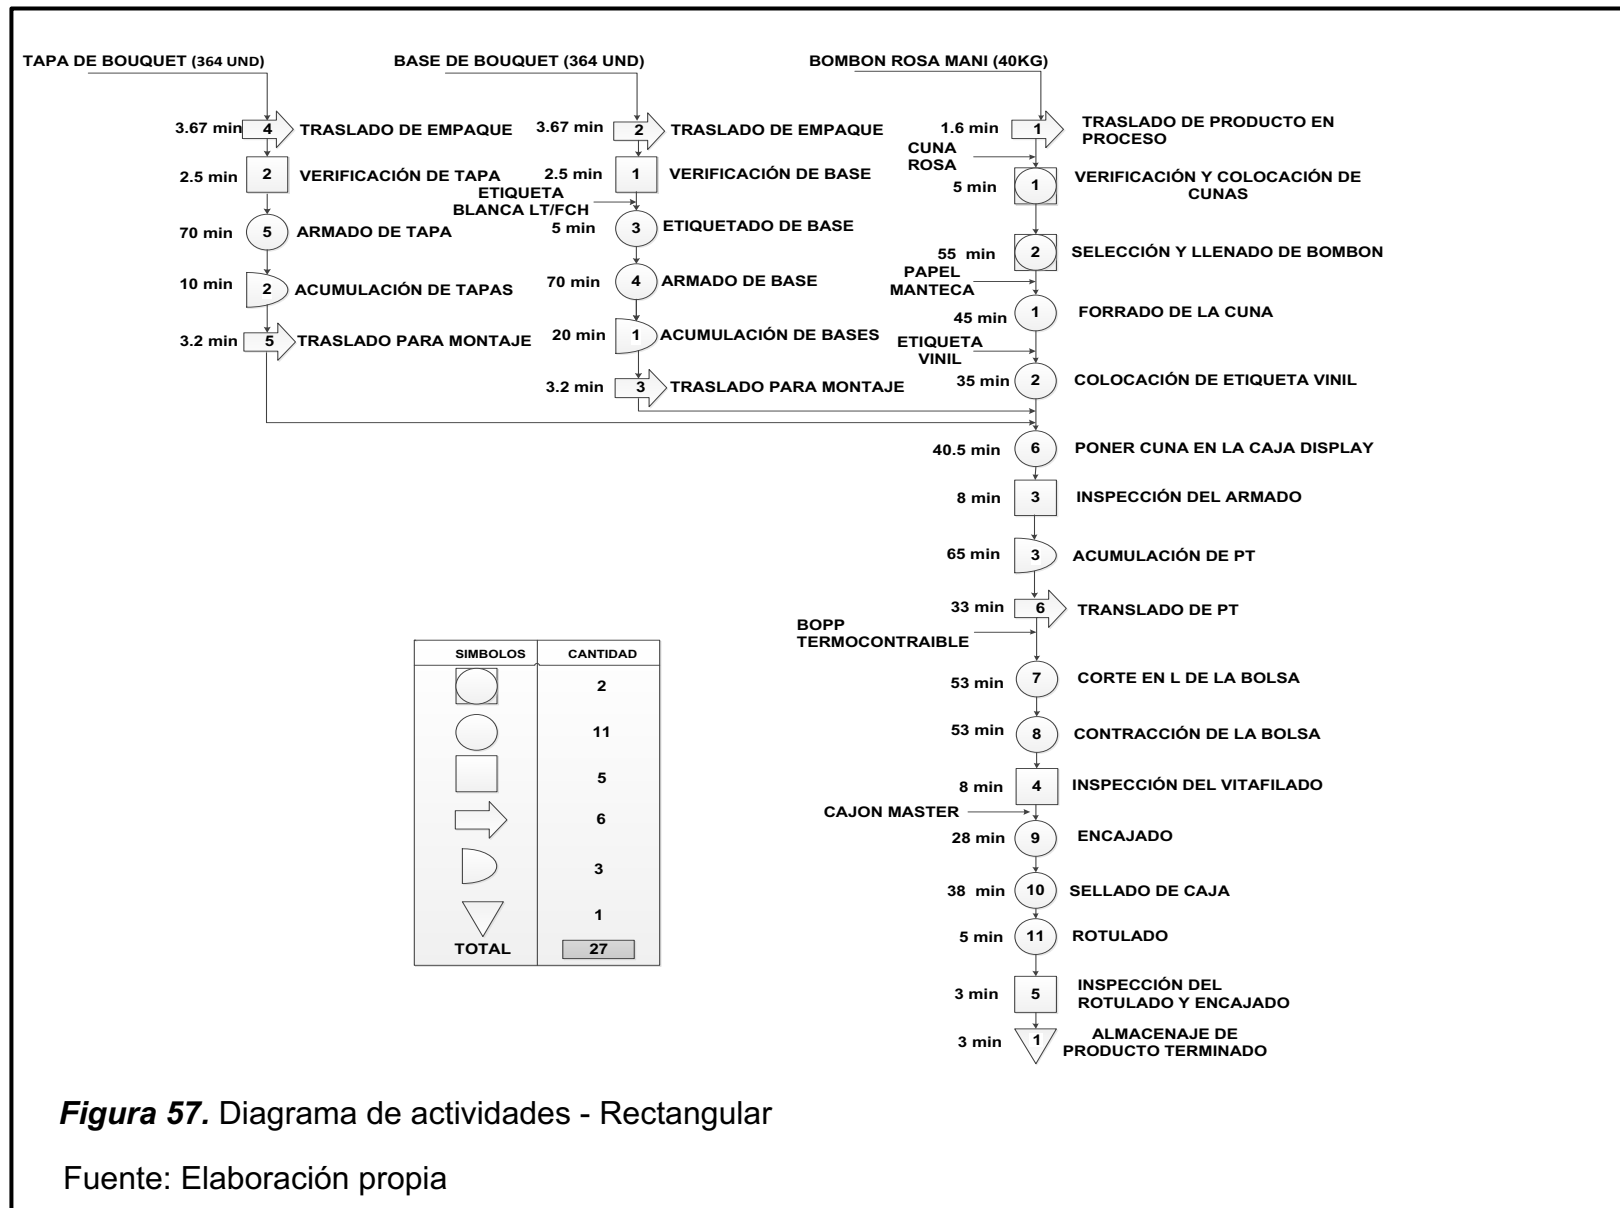 TAPA DE BOUQUET (364 UND)
3.67 min
4
TRASLADO DE EMPAQUE
2.5 min
2
VERIFICACIÓN DE TAPA
70 min
5
ARMADO DE TAPA
10 min
2
ACUMULACIÓN DE TAPAS
3.2 min
5
TRASLADO PARA MONTAJE
BASE DE BOUQUET (364 UND)
3.67 min
2
TRASLADO DE EMPAQUE
2.5 min
1
VERIFICACIÓN DE BASE
ETIQUETA
BLANCA LT/FCH
5 min
3
ETIQUETADO DE BASE
70 min
4
ARMADO DE BASE
20 min
1
ACUMULACIÓN DE BASES
3.2 min
3
TRASLADO PARA MONTAJE
BOMBON ROSA MANI (40KG)
1.6 min
1
TRASLADO DE PRODUCTO EN
PROCESO
CUNA
ROSA
5 min
1
VERIFICACIÓN Y COLOCACIÓN DE
CUNAS
55 min
2
SELECCIÓN Y LLENADO DE BOMBON
PAPEL
MANTECA
45 min
1
FORRADO DE LA CUNA
ETIQUETA
VINIL
35 min
2
COLOCACIÓN DE ETIQUETA VINIL
40.5 min
6
PONER CUNA EN LA CAJA DISPLAY
8 min
3
INSPECCIÓN DEL ARMADO
65 min
3
ACUMULACIÓN DE PT
33 min
6
TRANSLADO DE PT
BOPP
TERMOCONTRAIBLE
53 min
7
CORTE EN L DE LA BOLSA
53 min
8
CONTRACCIÓN DE LA BOLSA
8 min
4
INSPECCIÓN DEL VITAFILADO
CAJON MASTER
28 min
9
ENCAJADO
38 min
10
SELLADO DE CAJA
5 min
11
ROTULADO
3 min
5
INSPECCIÓN DEL
ROTULADO Y ENCAJADO
3 min
1
ALMACENAJE DE
PRODUCTO TERMINADO
SIMBOLOS CANTIDAD
2
11
5
6
3
1
TOTAL 27
Figura 57. Diagrama de actividades - Rectangular
Fuente: Elaboración propia